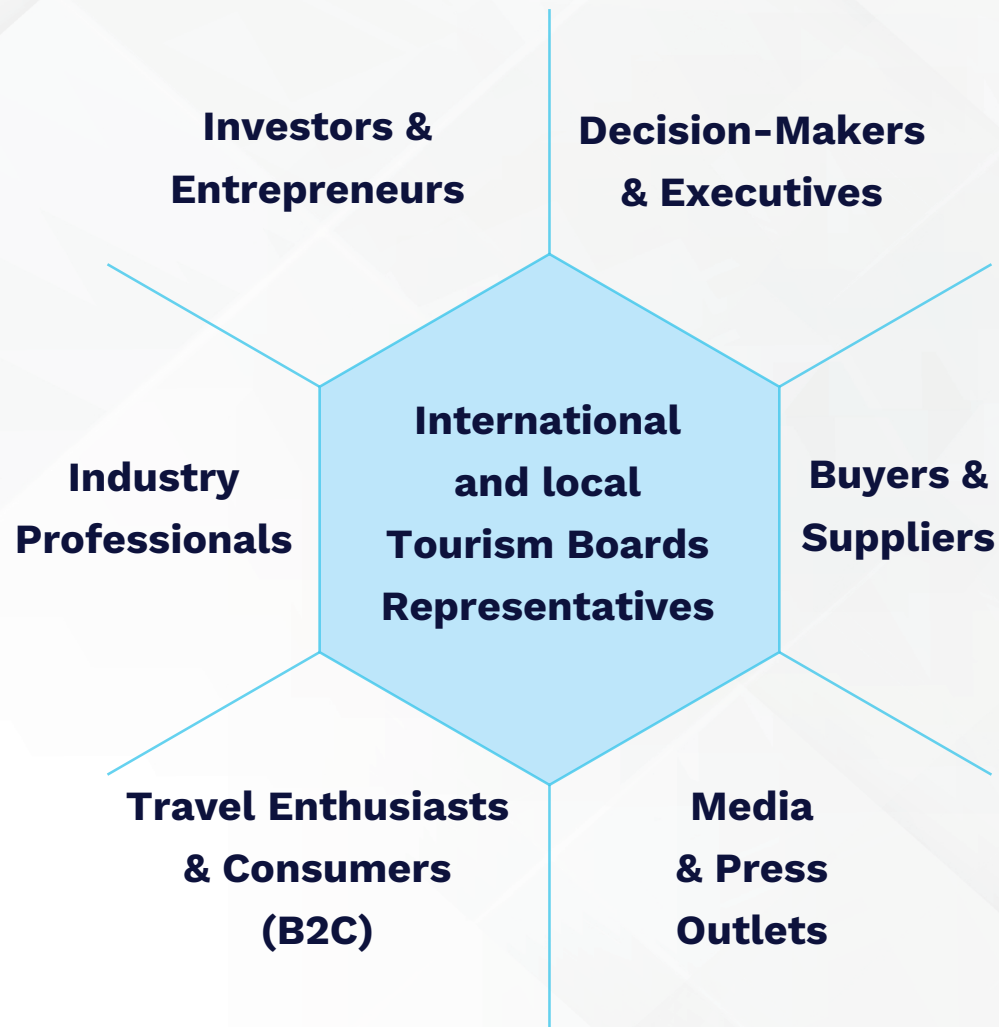 Investors &
Entrepreneurs
Decision-Makers
& Executives
Industry
Professionals
International
and local
Tourism Boards
Representatives
Buyers &
Suppliers
Travel Enthusiasts
& Consumers
(B2C)
Media
& Press
Outlets